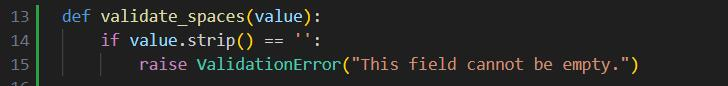 13 def validate_spaces(value):
14 if value.strip() == '':
15 raise ValidationError("This field cannot be empty.")